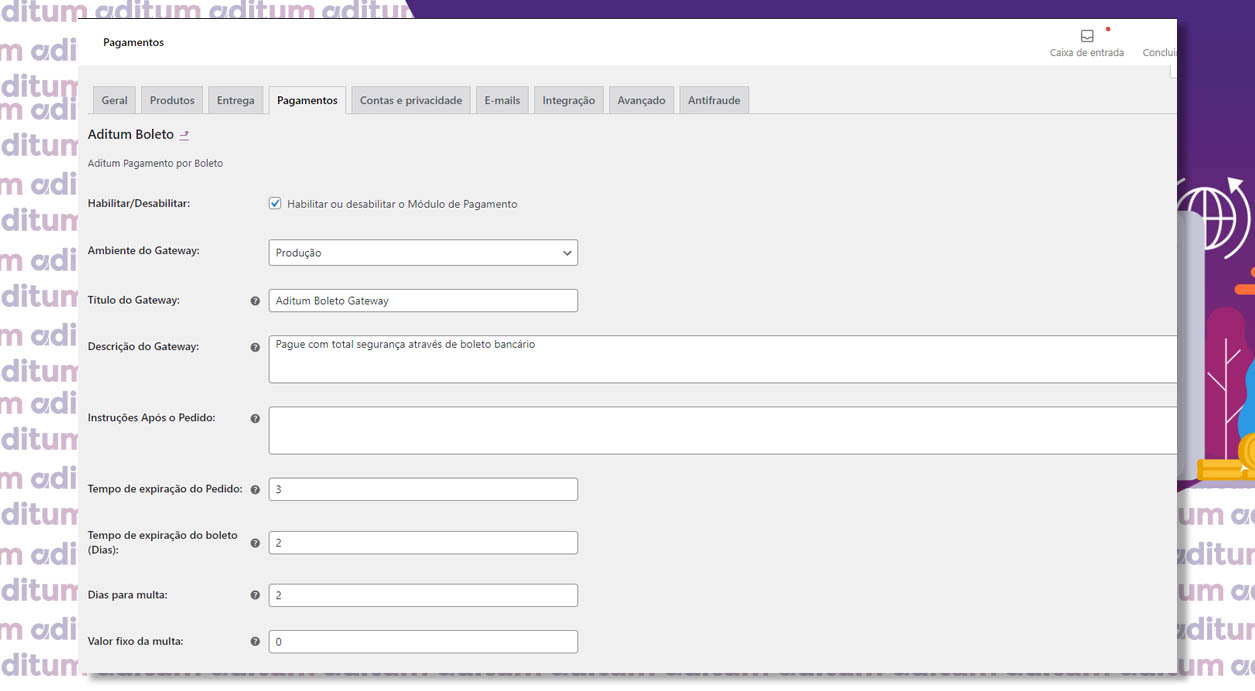 Pagamentos
Caixa de entrada
Conclui
Geral
Produtos
Entrega
Pagamentos
Contas e privacidade
E-mails
Integração
Avançado
Antifraude
Aditum Boleto
Aditum Pagamento por Boleto
Habilitar/Desabilitar:
Habilitar ou desabilitar o Módulo de Pagamento
Ambiente do Gateway:
Produção
Título do Gateway:
Aditum Boleto Gateway
Descrição do Gateway:
Pague com total segurança através de boleto bancário
Instruções Após o Pedido:
Tempo de expiração do Pedido:
3
Tempo de expiração do boleto
(Dias):
2
Dias para multa:
2
Valor fixo da multa:
0